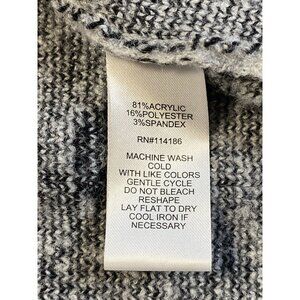 81%ACRYLIC
16%POLYESTER
3%SPANDEX
RN#114186
MACHINE WASH
COLD
WITH LIKE COLORS
GENTLE CYCLE
DO NOT BLEACH
RESHAPE
LAY FLAT TO DRY
COOL IRON IF
NECESSARY